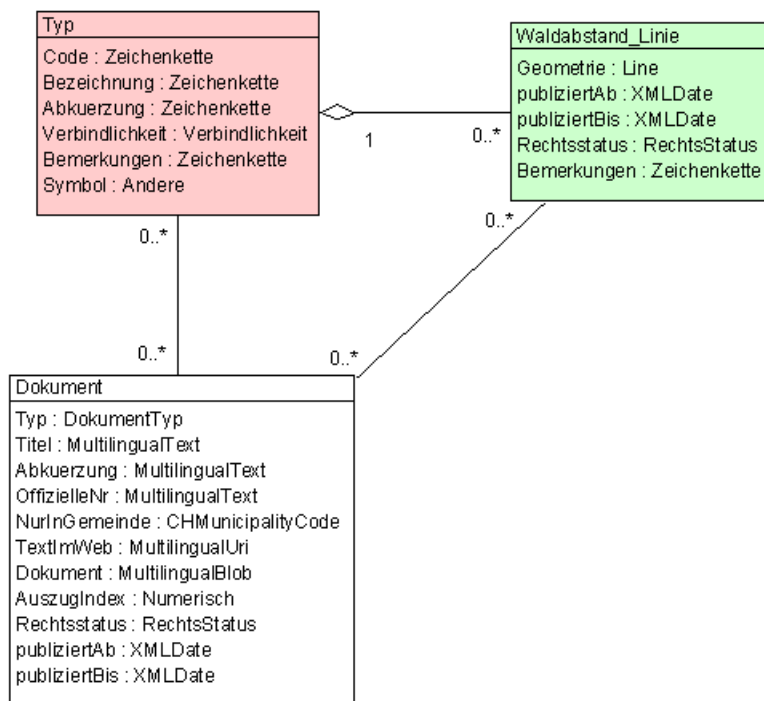 Typ
Code : Zeichenkette
Bezeichnung : Zeichenkette
Abkuerzung : Zeichenkette
Verbindlichkeit : Verbindlichkeit
Bemerkungen : Zeichenkette
Symbol : Andere
Waldabstand_Linie
Geometrie : Line
publiziertAb : XMLDate
publiziertBis : XMLDate
Rechtsstatus : RechtsStatus
Bemerkungen : Zeichenkette
1
0..*
0..*
0..*
0..*
0..*
Dokument
Typ : DokumentTyp
Titel : MultilingualText
Abkuerzung : MultilingualText
OffizielleNr : MultilingualText
NurInGemeinde : CHMunicipalityCode
TextImWeb : MultilingualUri
Dokument : MultilingualBlob
AuszugIndex : Numerisch
Rechtsstatus : RechtsStatus
publiziertAb : XMLDate
publiziertBis : XMLDate